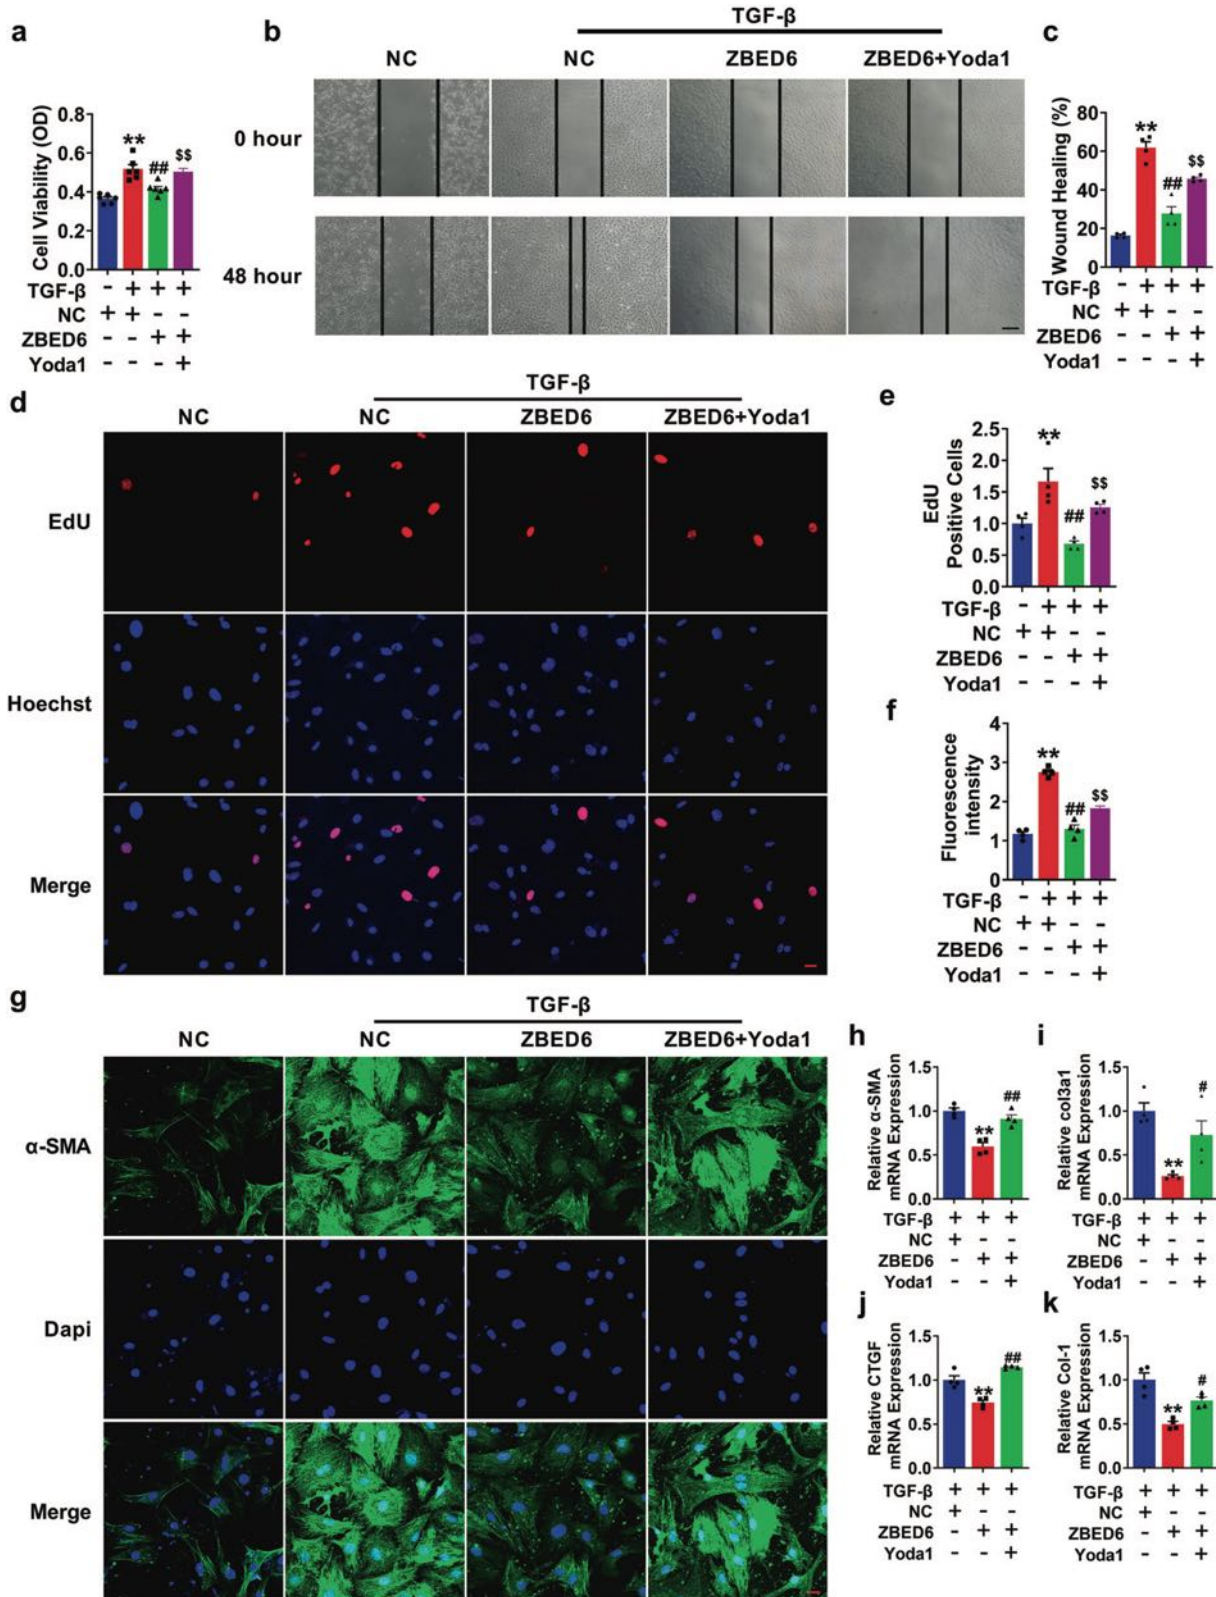 a
Cell Viability (OD)
0.8
0.6
0.4
0.2
0.0
**
##
$$
TGF-β - + + +
NC + + - -
ZBED6 - - + +
Yoda1 - - - +
b
TGF-β
NC NC ZBED6 ZBED6+Yoda1
0 hour
48 hour
c
Wound Healing (%)
80
60
40
20
0
**
##
$$
TGF-β - + + +
NC + + - -
ZBED6 - - + +
Yoda1 - - - +
d
TGF-β
NC NC ZBED6 ZBED6+Yoda1
EdU
Hoechst
Merge
e
EdU
Positive Cells
2.5
2.0
1.5
1.0
0.5
0.0
**
##
$$
TGF-β - + + +
NC + + - -
ZBED6 - - + +
Yoda1 - - - +
f
Fluorescence
intensity
4
3
2
1
0
**
##
$$
TGF-β - + + +
NC + + - -
ZBED6 - - + +
Yoda1 - - - +
g
TGF-β
NC NC ZBED6 ZBED6+Yoda1
α-SMA
Dapi
Merge
h
Relative α-SMA
mRNA Expression
1.5
1.0
0.5
0.0
**
##
TGF-β + + +
NC + - -
ZBED6 - + +
Yoda1 - - +
i
Relative col3a1
mRNA Expression
1.5
1.0
0.5
0.0
**
#
TGF-β + + +
NC + - -
ZBED6 - + +
Yoda1 - - +
j
Relative CTGF
mRNA Expression
1.5
1.0
0.5
0.0
**
##
TGF-β + + +
NC + - -
ZBED6 - + +
Yoda1 - - +
k
Relative Col-1
mRNA Expression
1.5
1.0
0.5
0.0
**
#
TGF-β + + +
NC + - -
ZBED6 - + +
Yoda1 - - +